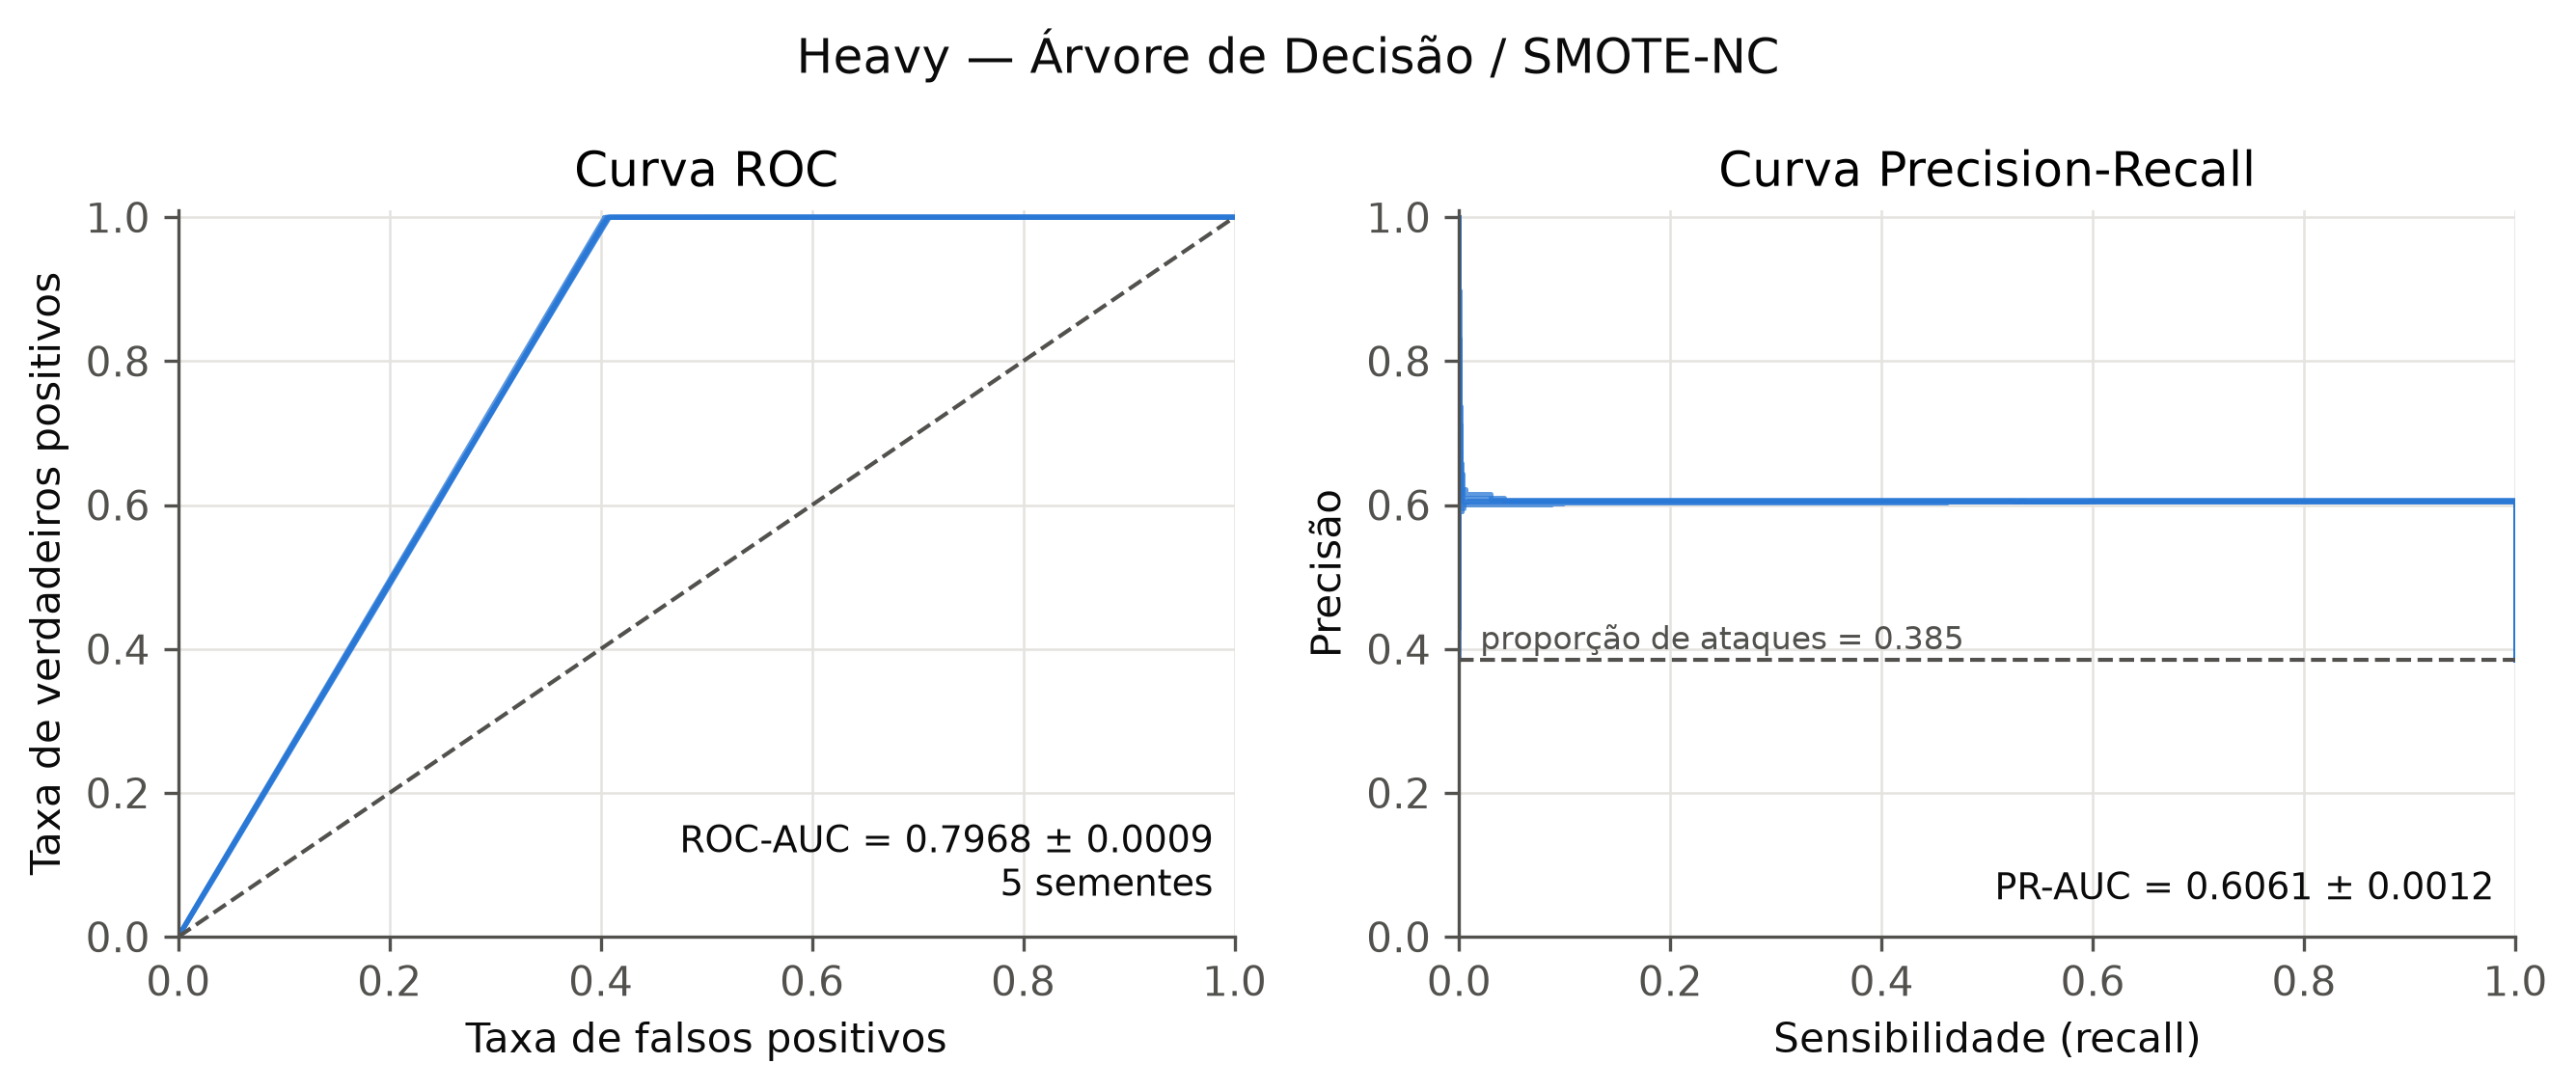 Heavy — Árvore de Decisão / SMOTE-NC
Curva ROC
Taxa de verdadeiros positivos
1.0
0.8
0.6
0.4
0.2
0.0
ROC-AUC = 0.7968 ± 0.0009
5 sementes
0.0 0.2 0.4 0.6 0.8 1.0
Taxa de falsos positivos
Curva Precision-Recall
Precisão
1.0
0.8
0.6
0.4
0.2
0.0
proporção de ataques = 0.385
PR-AUC = 0.6061 ± 0.0012
0.0 0.2 0.4 0.6 0.8 1.0
Sensibilidade (recall)